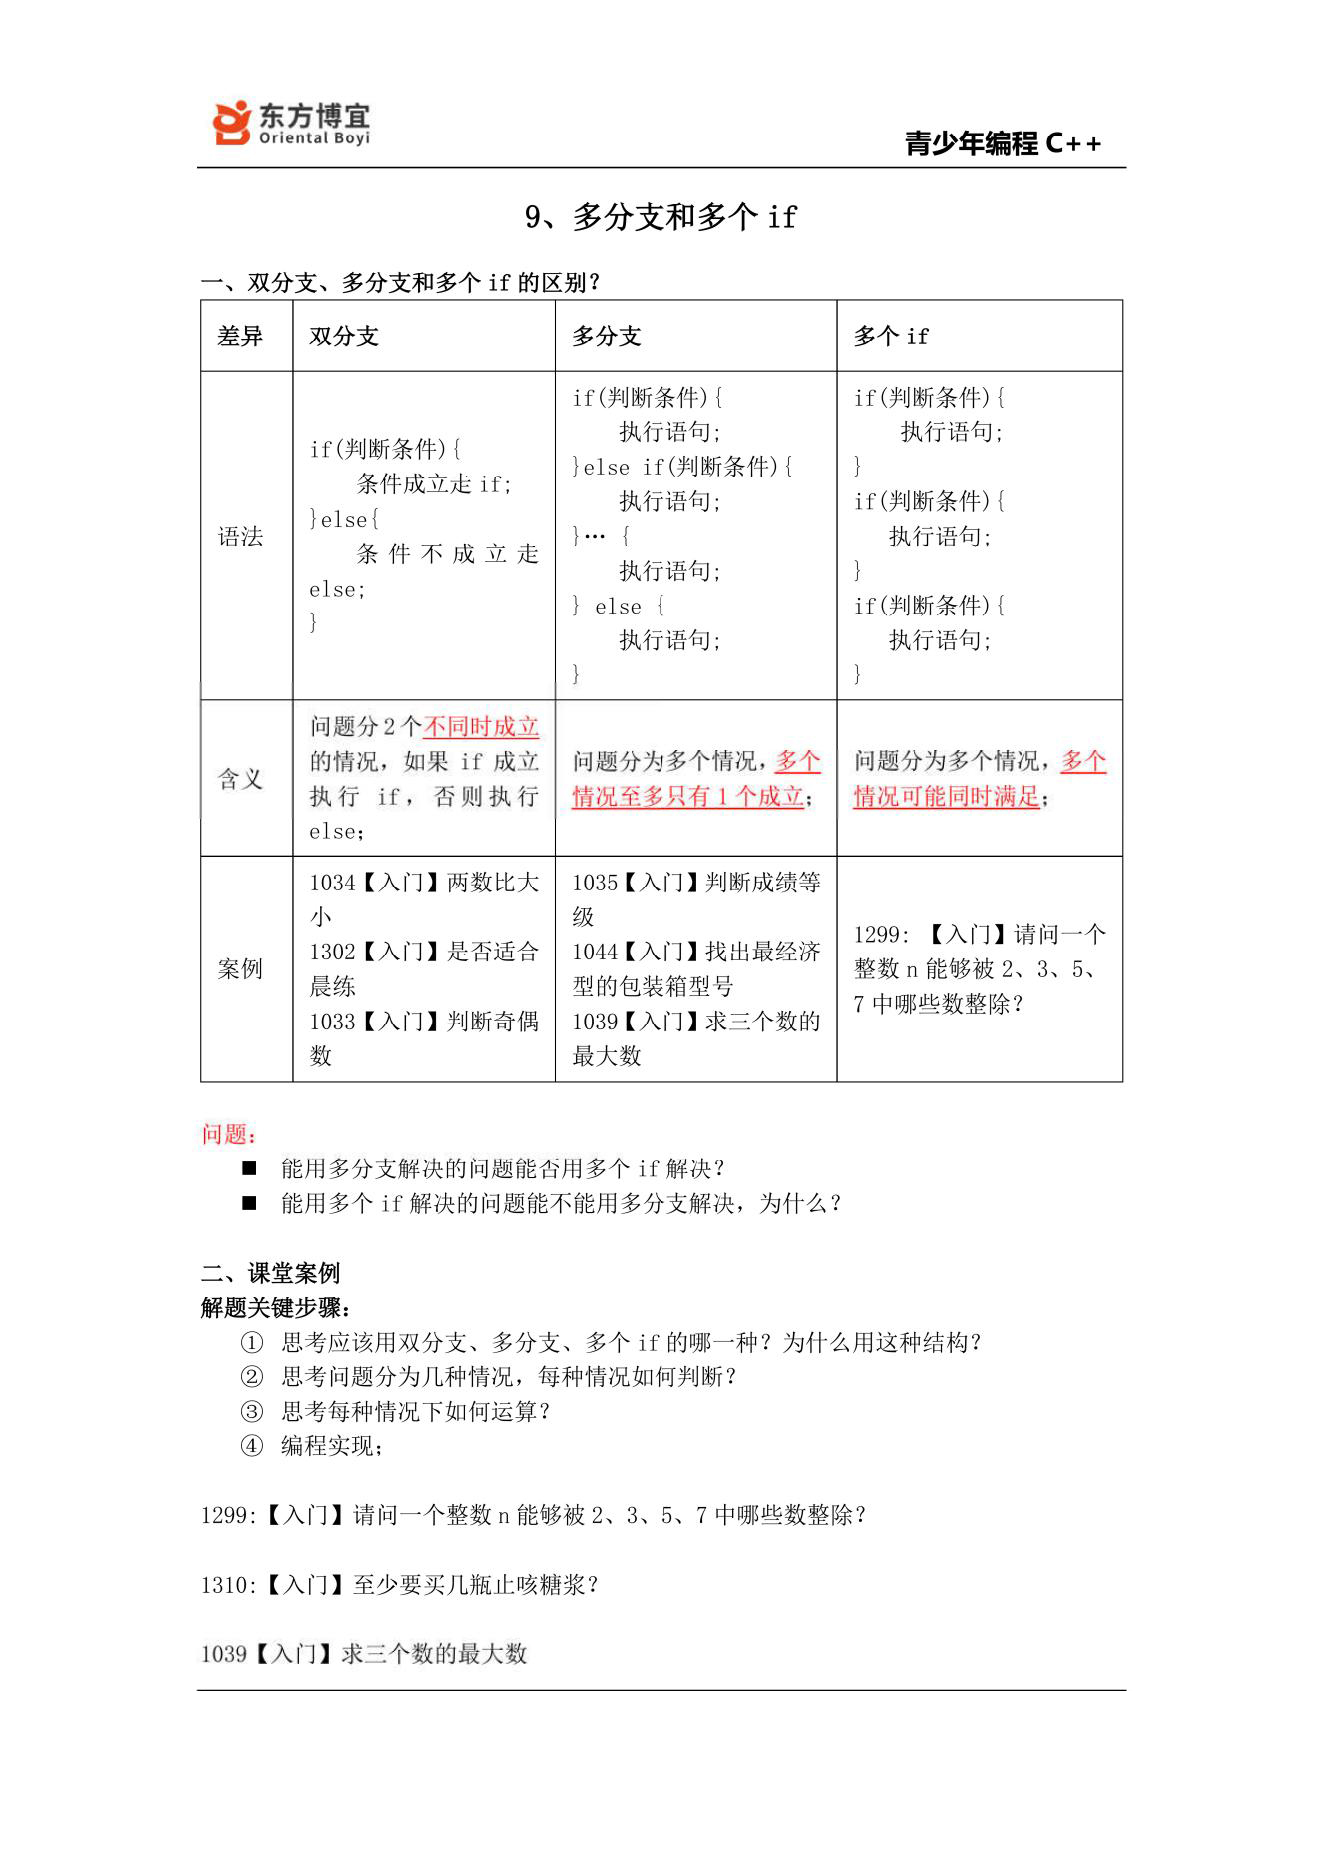 东方博宜
Oriental Boyi
青少年编程 C++
9、多分支和多个 if
一、双分支、多分支和多个 if 的区别？
差异
双分支
多分支
多个 if
语法
if(判断条件){
条件成立走 if;
}else{
条件不成立走
else;
}
if(判断条件){
执行语句;
}else if(判断条件){
执行语句;
}… {
执行语句;
} else {
执行语句;
}
if(判断条件){
执行语句;
}
if(判断条件){
执行语句;
}
if(判断条件){
执行语句;
}
含义
问题分 2 个不同时成立
的情况，如果 if 成立
执行 if，否则执行
else;
问题分为多个情况，多个
情况至多只有 1 个成立;
问题分为多个情况，多个
情况可能同时满足;
案例
1034【入门】两数比大
小
1302【入门】是否适合
晨练
1033【入门】判断奇偶
数
1035【入门】判断成绩等
级
1044【入门】找出最经济
型的包装箱型号
1039【入门】求三个数的
最大数
1299: 【入门】请问一个
整数 n 能够被 2、3、5、
7 中哪些数整除？
问题:
■ 能用多分支解决的问题能否用多个 if 解决？
■ 能用多个 if 解决的问题能不能用多分支解决，为什么？
二、课堂案例
解题关键步骤:
① 思考应该用双分支、多分支、多个 if 的哪一种？为什么用这种结构？
② 思考问题分为几种情况，每种情况如何判断？
③ 思考每种情况下如何运算？
④ 编程实现;
1299:【入门】请问一个整数 n 能够被 2、3、5、7 中哪些数整除？
1310:【入门】至少要买几瓶止咳糖浆？
1039【入门】求三个数的最大数